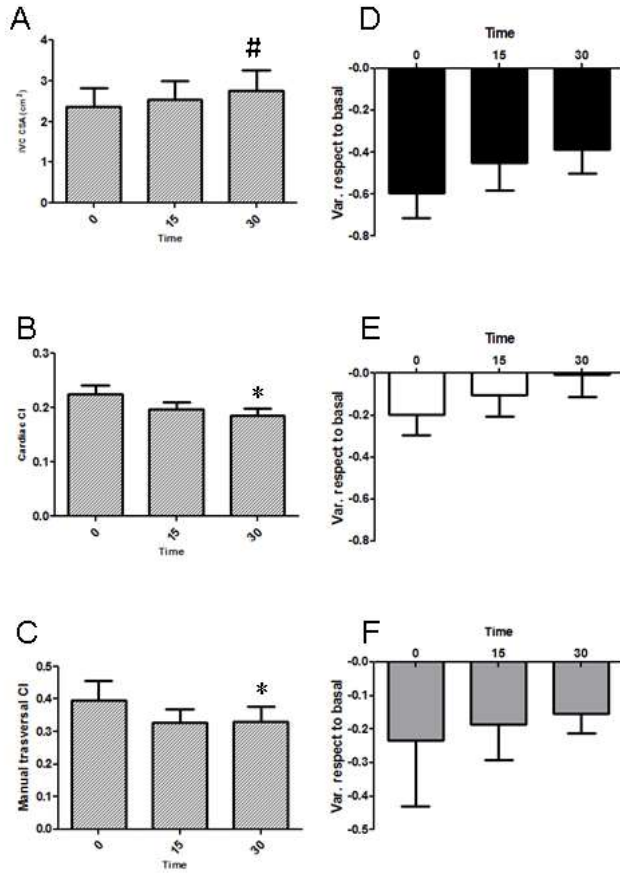 A
#
IVC CSA (cm²)
4
3
2
1
0
0
15
30
Time
D
Time
0
15
30
Var. respect to basal
-0.0
-0.2
-0.4
-0.6
-0.8
B
*
Cardiac CI
0.3
0.2
0.1
0.0
0
15
30
Time
E
Time
0
15
30
Var. respect to basal
-0.0
-0.2
-0.4
-0.6
-0.8
C
*
Manual trasversal CI
0.5
0.4
0.3
0.2
0.1
0.0
0
15
30
Time
F
Time
0
15
30
Var. respect to basal
-0.0
-0.1
-0.2
-0.3
-0.4
-0.5